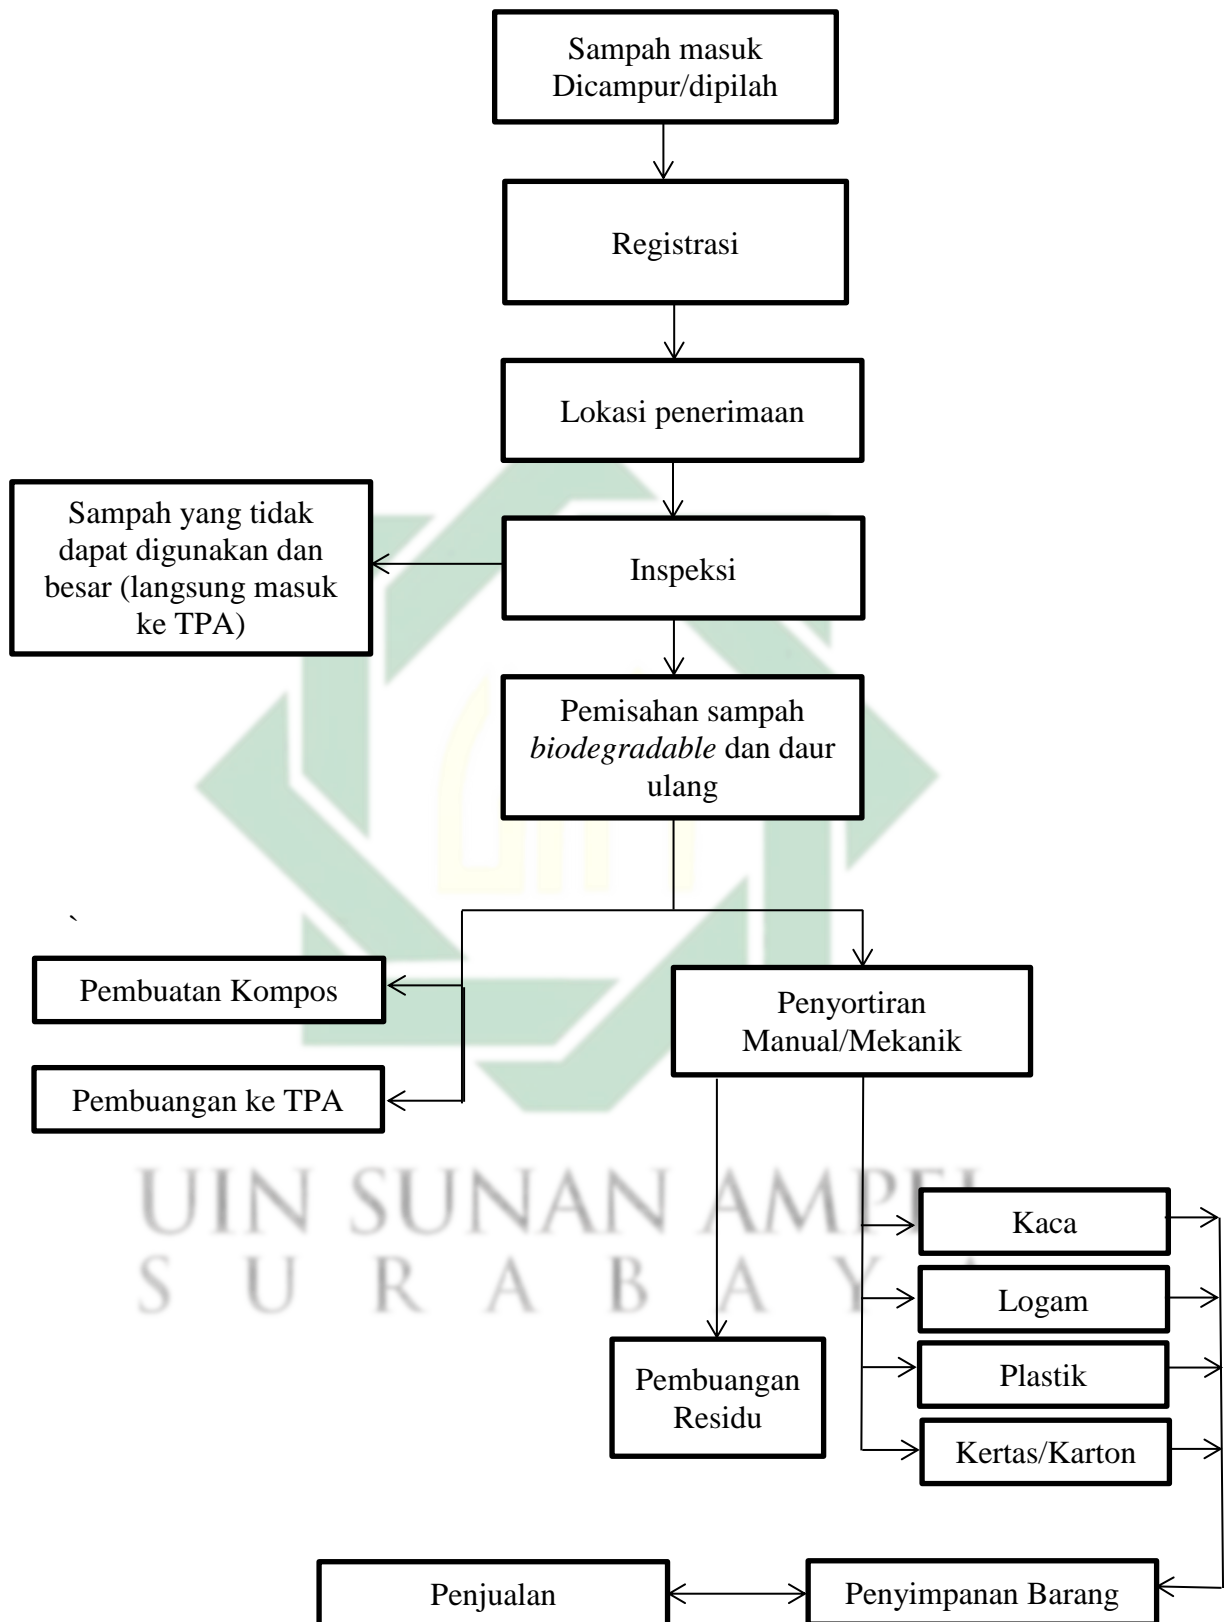 Sampah masuk
Dicampur/dipilah
Registrasi
Lokasi penerimaan
Sampah yang tidak
dapat digunakan dan
besar (langsung masuk
ke TPA)
Inspeksi
Pemisahan sampah
biodegradable dan daur
ulang
`
Pembuatan Kompos
Penyortiran
Manual/Mekanik
Pembuangan ke TPA
UIN SUNAN AMPEL
S U R A B A Y A
Kaca
Logam
Pembuangan
Residu
Plastik
Kertas/Karton
Penjualan
Penyimpanan Barang